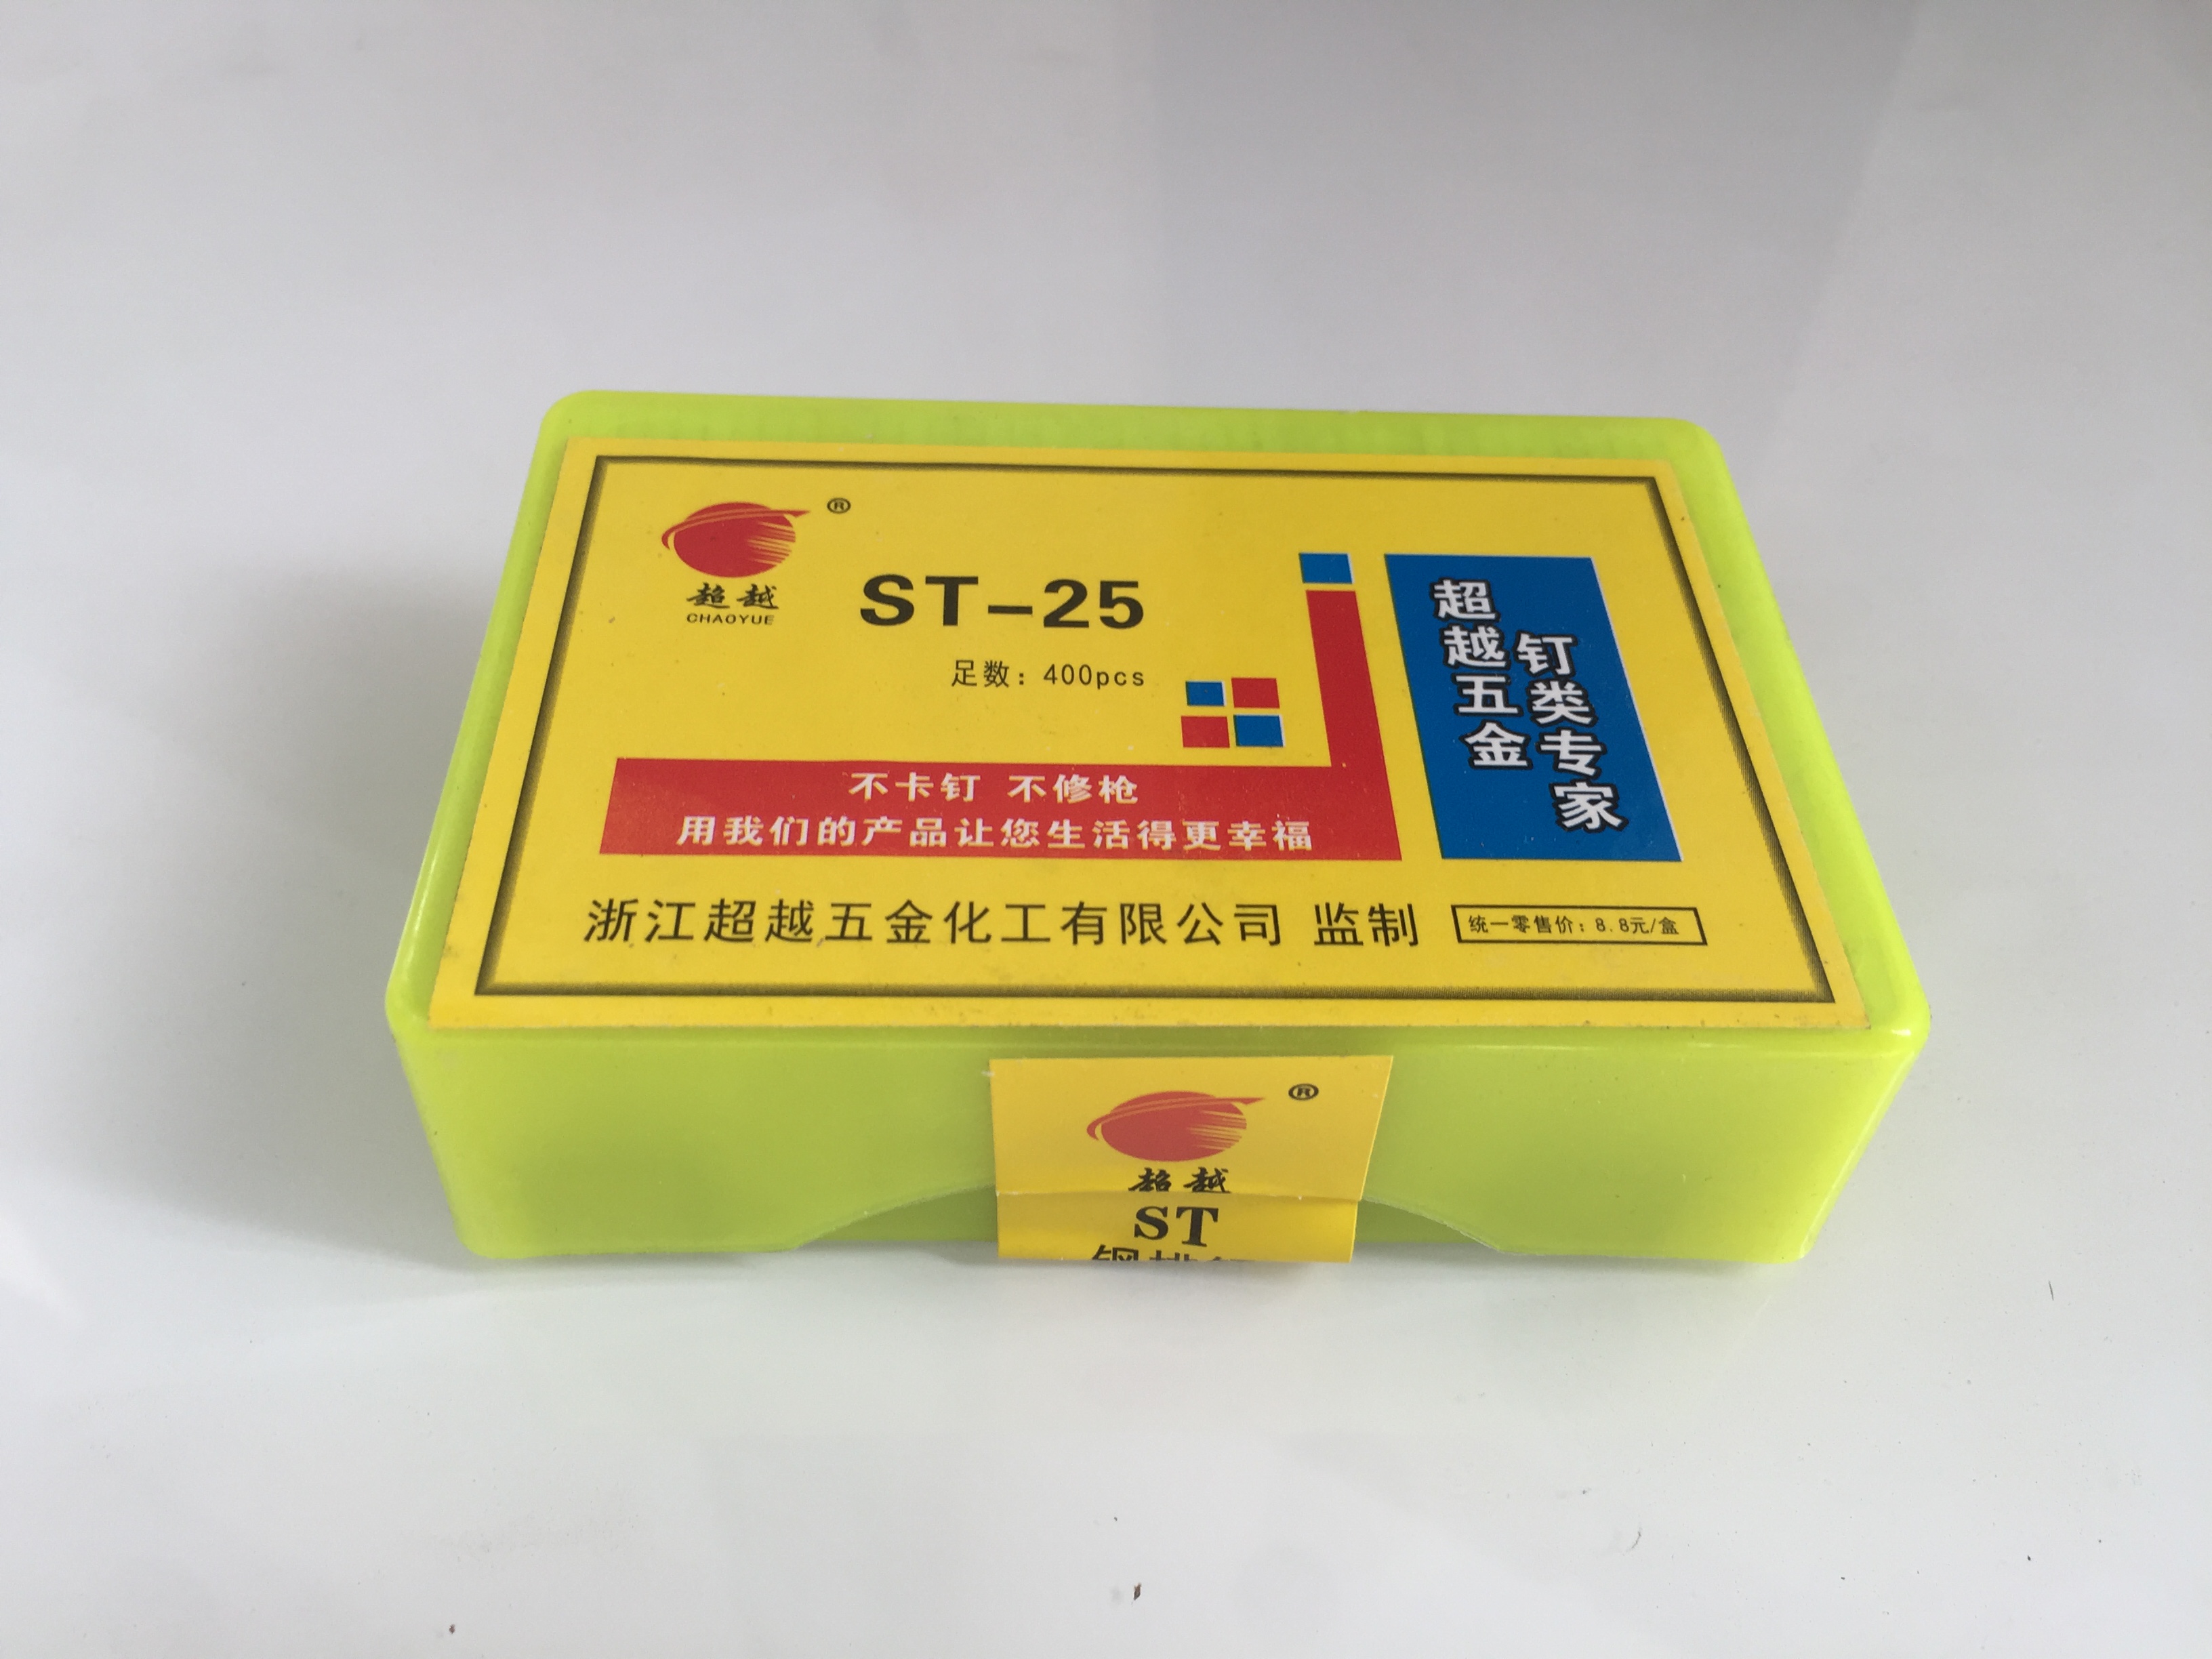 ®
超越
CHAOYUE
ST-25
足数：400pcs
超越五金
钉类专家
不卡钉 不修枪
用我们的产品让您生活得更幸福
浙江超越五金化工有限公司 监制
统一零售价：8.8元/盒
®
超越
ST